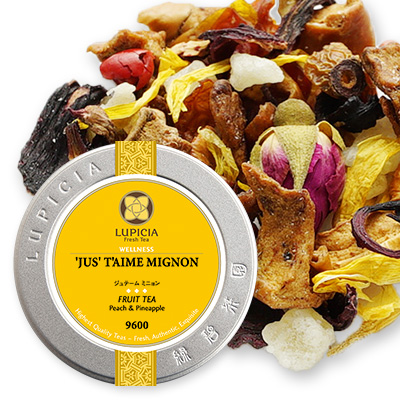 LUPICIA
LUPICIA
Fresh Tea
WELLNESS
'JUS' T'AIME MIGNON
ジュテーム ミニョン
FRUIT TEA
Peach & Pineapple
9600
Highest Quality Teas – Fresh, Authentic, Exquisite